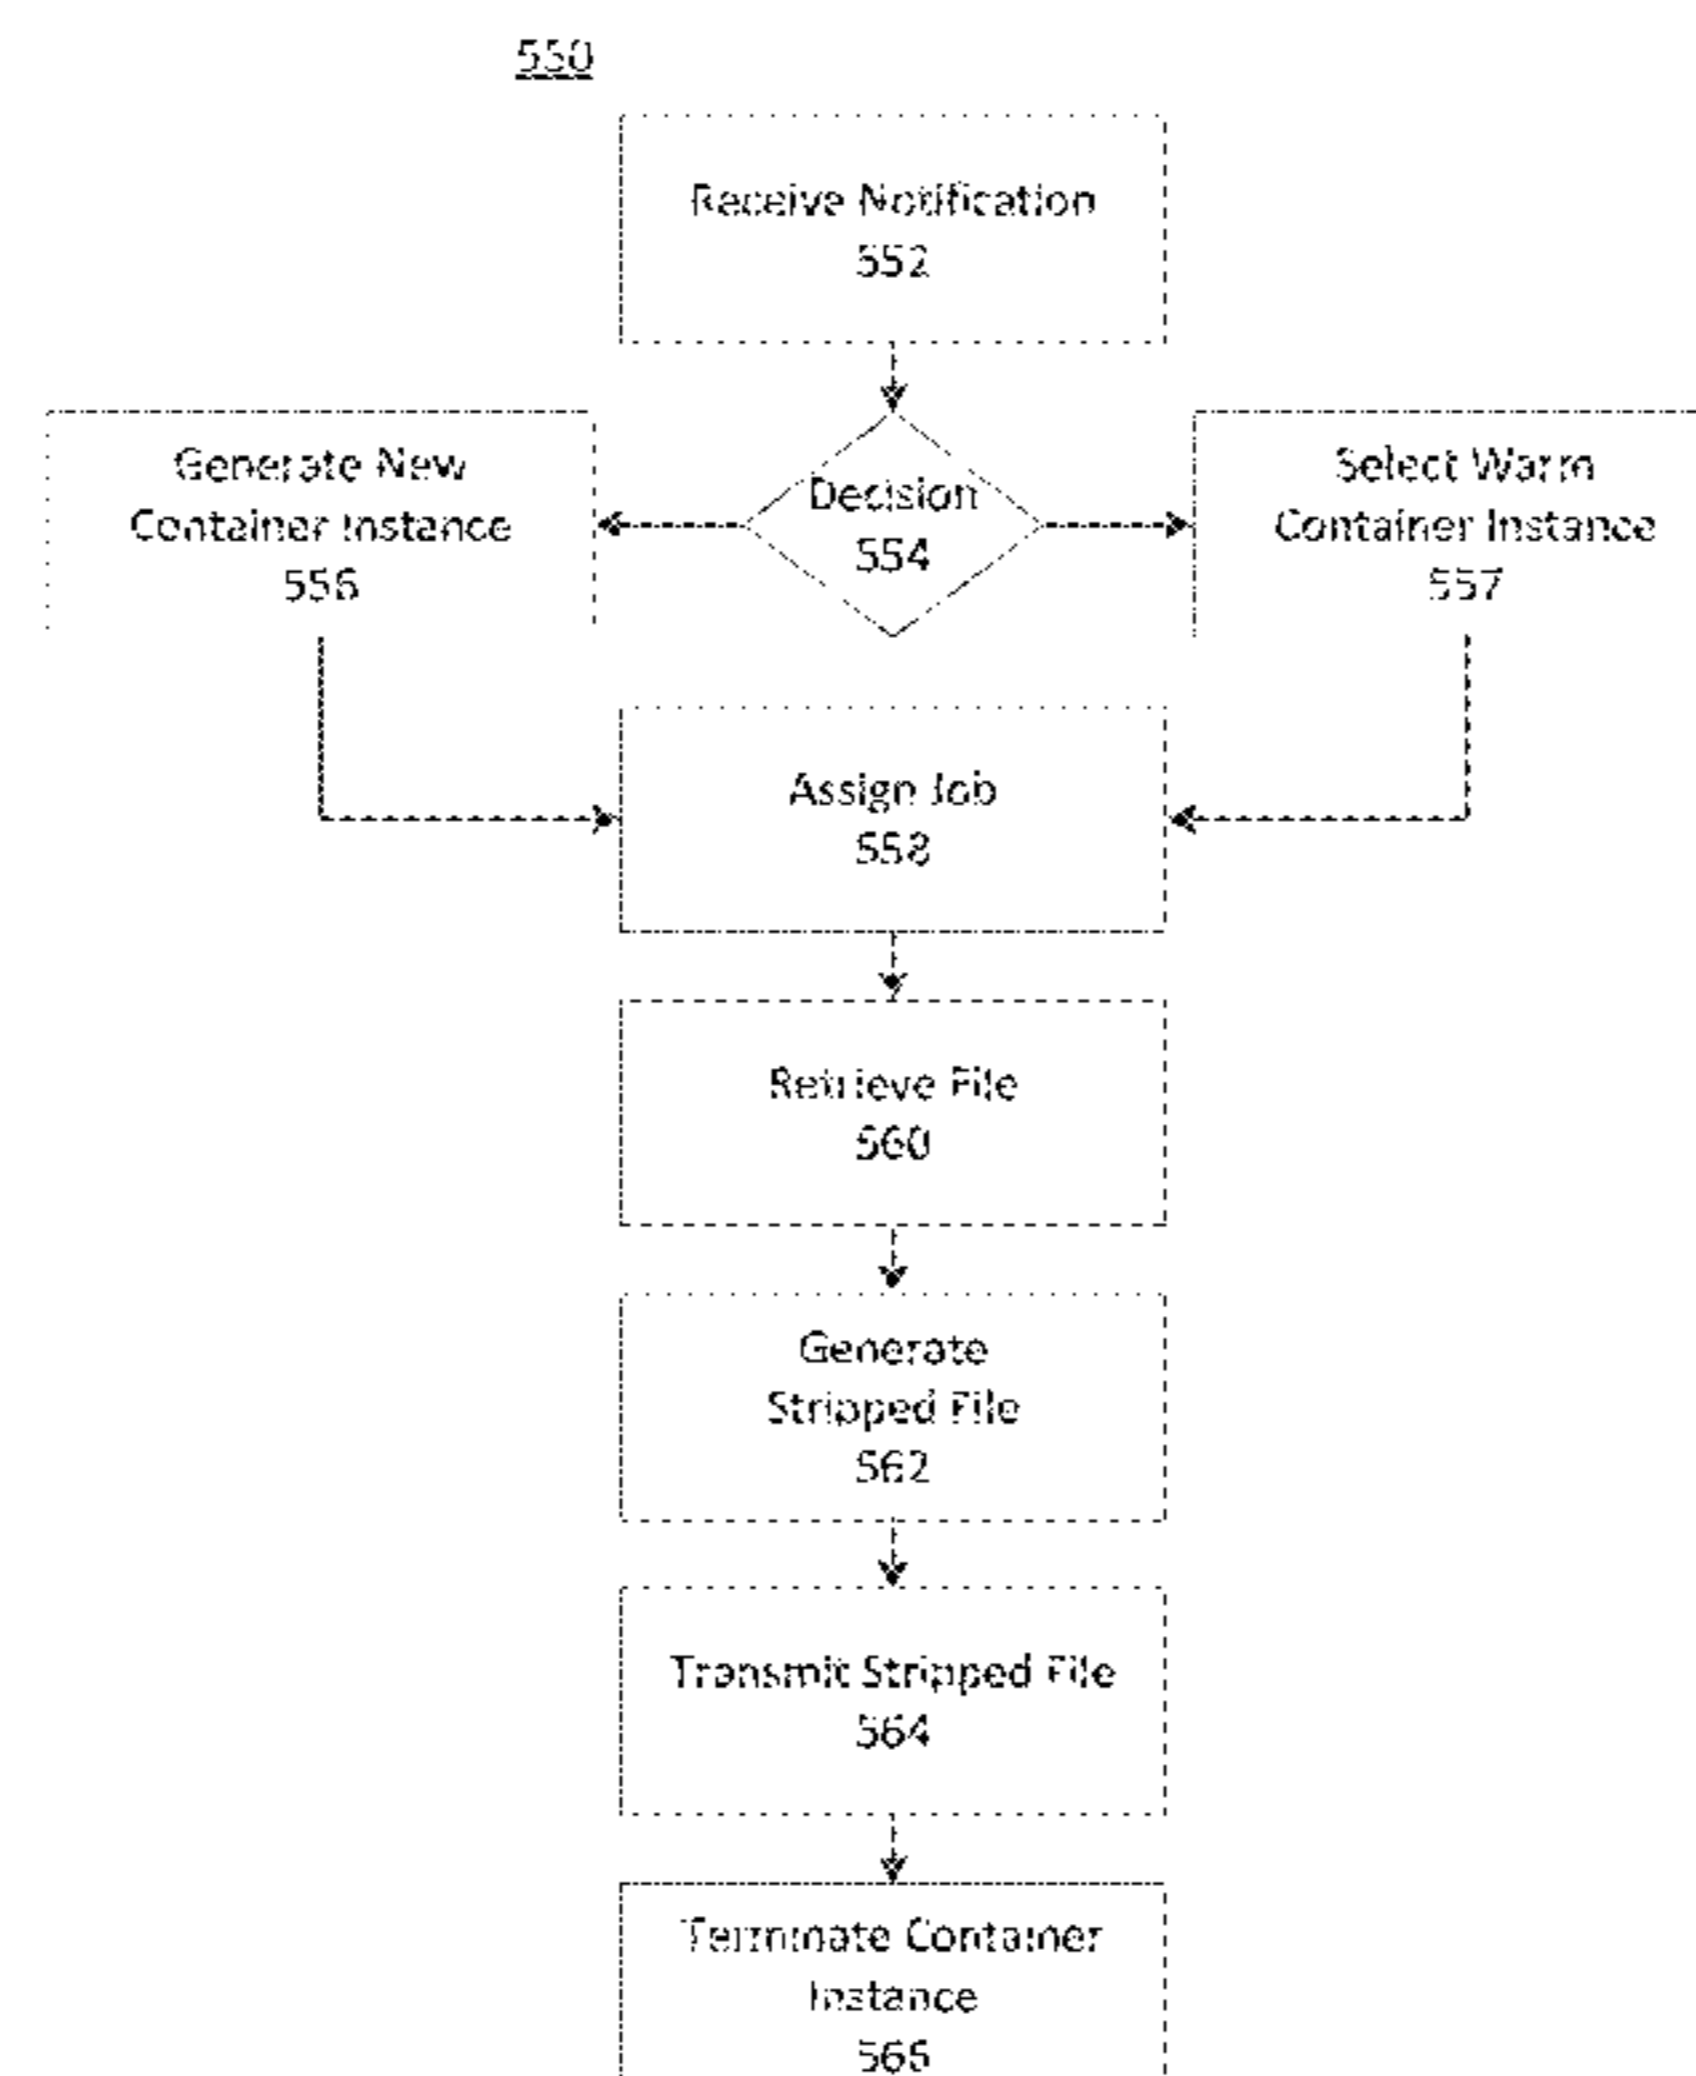 550
Receive Notification
552
Generate New
Container Instance
556
Decision
554
Select Warm
Container Instance
557
Assign Job
558
Retrieve File
560
Generate
Stripped File
562
Transmit Stripped File
564
Terminate Container
Instance
566